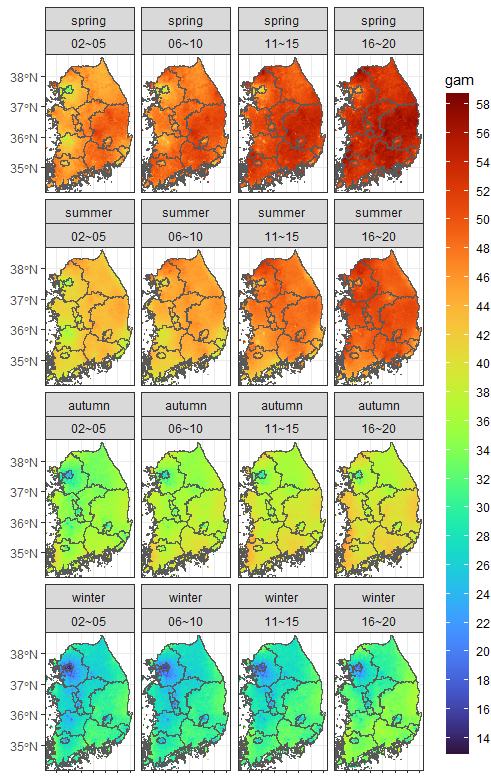 spring spring spring spring
02~05 06~10 11~15 16~20
38°N
37°N
36°N
35°N
summer summer summer summer
02~05 06~10 11~15 16~20
38°N
37°N
36°N
35°N
autumn autumn autumn autumn
02~05 06~10 11~15 16~20
38°N
37°N
36°N
35°N
winter winter winter winter
02~05 06~10 11~15 16~20
38°N
37°N
36°N
35°N
gam
58
56
54
52
50
48
46
44
42
40
38
36
34
32
30
28
26
24
22
20
18
16
14